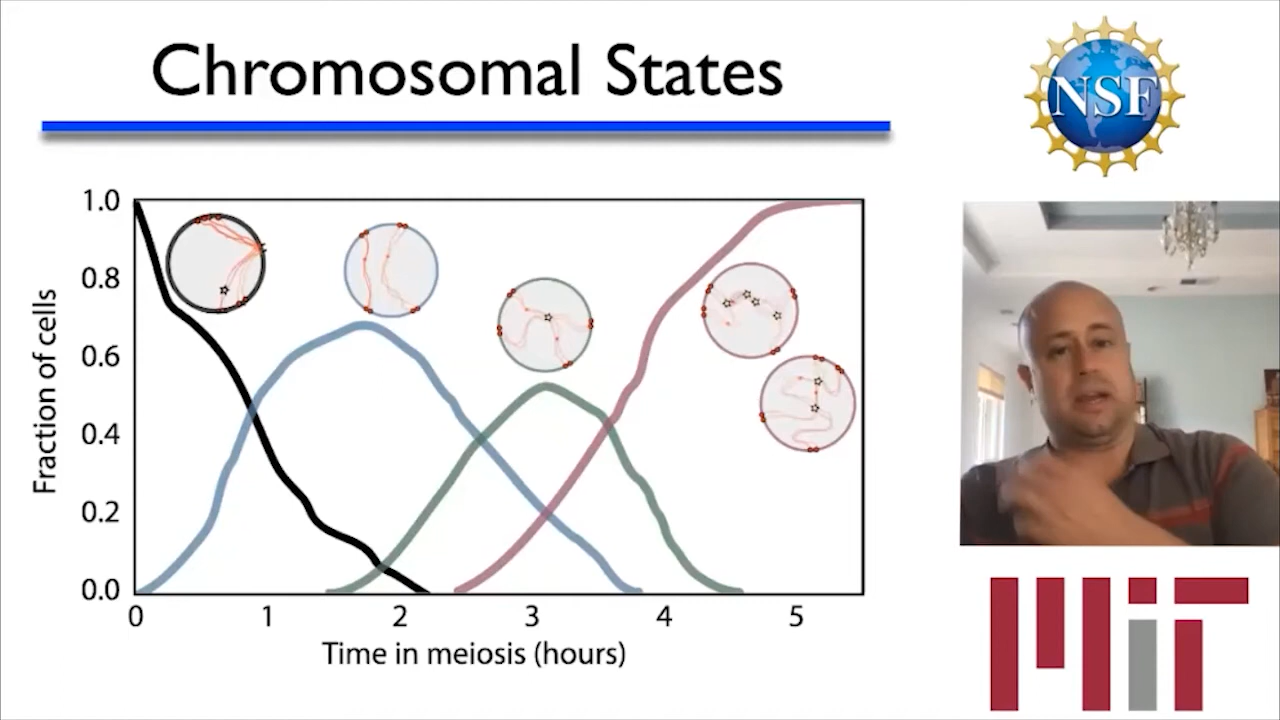 Chromosomal States
NSF
1.0
0.8
0.6
0.4
0.2
0.0
Fraction of cells
0
1
2
3
4
5
Time in meiosis (hours)
MIT